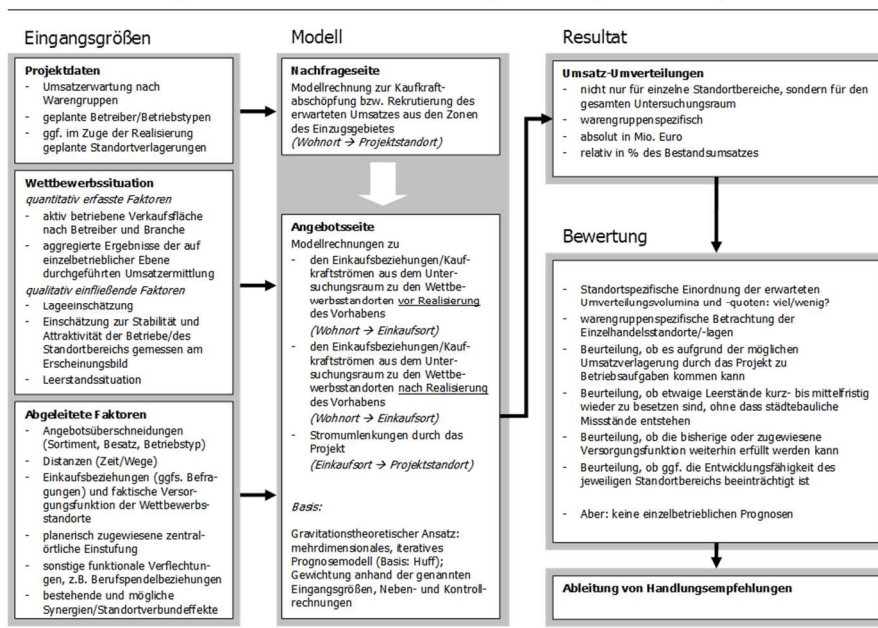 Eingangsgrößen
Projektdaten
- Umsatzerwartung nach
Warengruppen
- geplante Betreiber/Betriebstypen
- ggf. im Zuge der Realisierung
geplante Standortverlagerungen
Wettbewerbssituation
quantitativ erfasste Faktoren
- aktiv betriebene Verkaufsfläche
nach Betreiber und Branche
- aggregierte Ergebnisse der auf
einzelbetrieblicher Ebene
durchgeführten Umsatzermittlung
qualitativ einfließende Faktoren
- Lageeinschätzung
- Einschätzung zur Stabilität und
Attraktivität der Betriebe/des
Standortbereichs gemessen am
Erscheinungsbild
- Leerstandssituation
Abgeleitete Faktoren
- Angebotsüberschneidungen
(Sortiment, Besatz, Betriebstyp)
- Distanzen (Zeit/Wege)
- Einkaufsbeziehungen (ggfs. Befra-
gungen) und faktische Versor-
gungsfunktion der Wettbewerbs-
standorte
- planerisch zugewiesene zentral-
örtliche Einstufung
- sonstige funktionale Verflechtun-
gen, z.B. Berufspendelbeziehungen
- bestehende und mögliche
Synergien/Standortverbundeffekte
Modell
Nachfrageseite
Modellrechnung zur Kaufkraft-
abschöpfung bzw. Rekrutierung des
erwarteten Umsatzes aus den Zonen
des Einzugsgebietes
(Wohnort → Projektstandort)
Angebotsseite
Modellrechnungen zu
- den Einkaufsbeziehungen/Kauf-
kraftströmen aus dem Unter-
suchungsraum zu den Wettbe-
werbsstandorten vor Realisierung
des Vorhabens
(Wohnort → Einkaufsort)
- den Einkaufsbeziehungen/Kauf-
kraftströmen aus dem Unter-
suchungsraum zu den Wettbe-
werbsstandorten nach Realisierung
des Vorhabens
(Wohnort → Einkaufsort)
- Stromumlenkungen durch das
Projekt
(Einkaufsort → Projektstandort)
Basis:
Gravitationstheoretischer Ansatz:
mehrdimensionales, iteratives
Prognosemodell (Basis: Huff);
Gewichtung anhand der genannten
Eingangsgrößen, Neben- und Kontroll-
rechnungen
Resultat
Umsatz-Umverteilungen
- nicht nur für einzelne Standortbereiche, sondern für den
gesamten Untersuchungsraum
- warengruppenspezifisch
- absolut in Mio. Euro
- relativ in % des Bestandsumsatzes
Bewertung
- Standortspezifische Einordnung der erwarteten
Umverteilungsvolumina und -quoten: viel/wenig?
- warengruppenspezifische Betrachtung der
Einzelhandelsstandorte/-lagen
- Beurteilung, ob es aufgrund der möglichen
Umsatzverlagerung durch das Projekt zu
Betriebsaufgaben kommen kann
- Beurteilung, ob etwaige Leerstände kurz- bis mittelfristig
wieder zu besetzen sind, ohne dass städtebauliche
Missstände entstehen
- Beurteilung, ob die bisherige oder zugewiesene
Versorgungsfunktion weiterhin erfüllt werden kann
- Beurteilung, ob ggf. die Entwicklungsfähigkeit des
jeweiligen Standortbereichs beeinträchtigt ist
- Aber: keine einzelbetrieblichen Prognosen
Ableitung von Handlungsempfehlungen